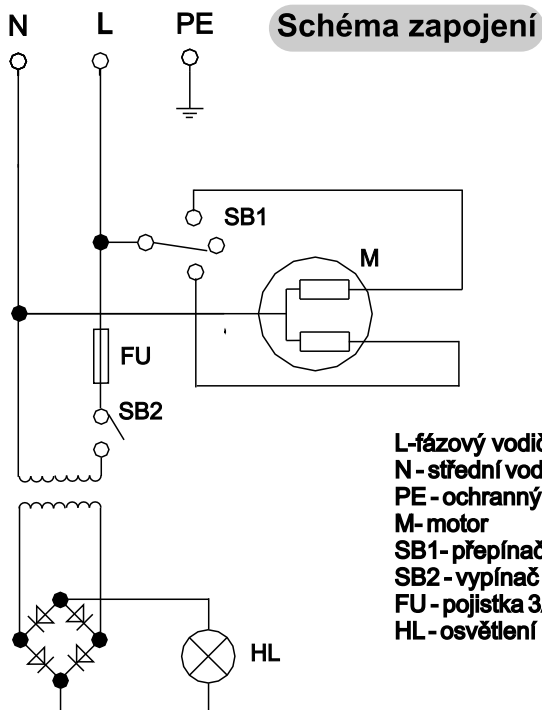 N L PE Schéma zapojení
SB1
M
FU
SB2
L-fázový vodič
N - střední vod
PE - ochranný
M- motor
SB1- přepínač
SB2 - vypínač
FU - pojistka 3
HL - osvětlení
HL